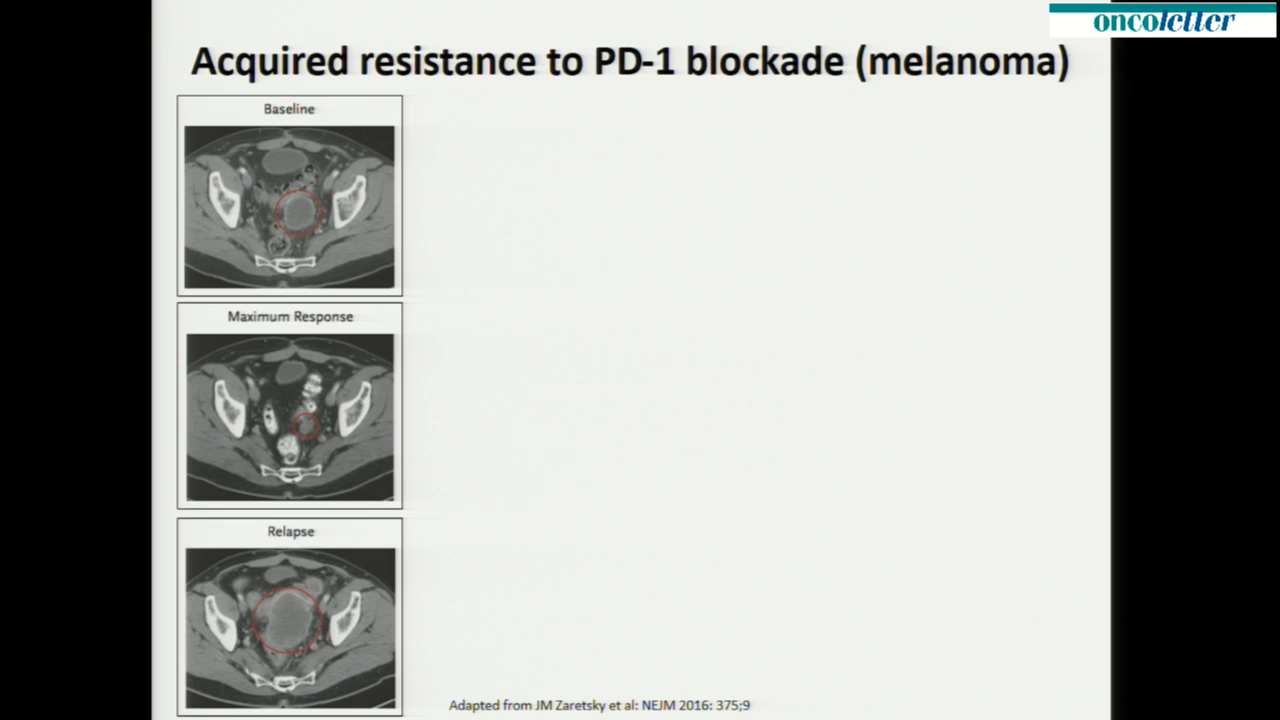 oncoletter
Acquired resistance to PD-1 blockade (melanoma)
Baseline
Maximum Response
Relapse
Adapted from JM Zaretsky et al: NEJM 2016: 375;9